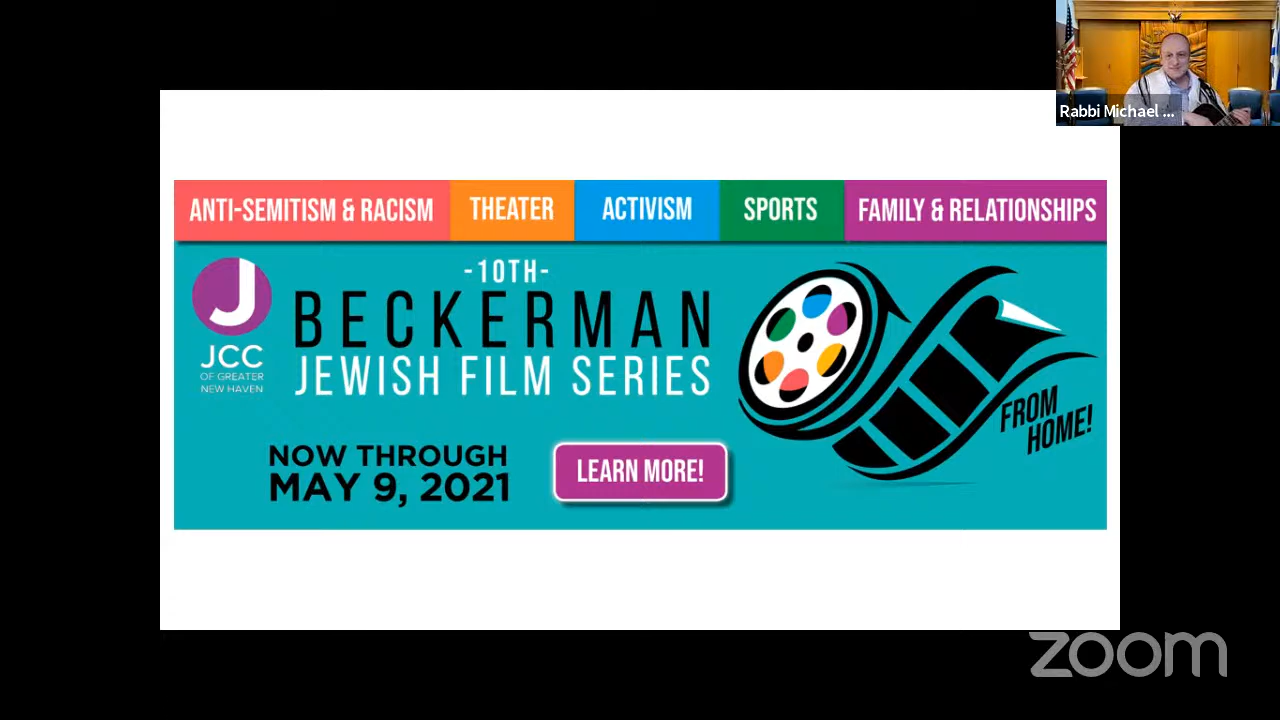 Rabbi Michael ...
ANTI-SEMITISM & RACISM
THEATER
ACTIVISM
SPORTS
FAMILY & RELATIONSHIPS
J
JCC
OF GREATER
NEW HAVEN
-10TH-
BECKERMAN
JEWISH FILM SERIES
FROM
HOME!
NOW THROUGH
MAY 9, 2021
LEARN MORE!
zoom